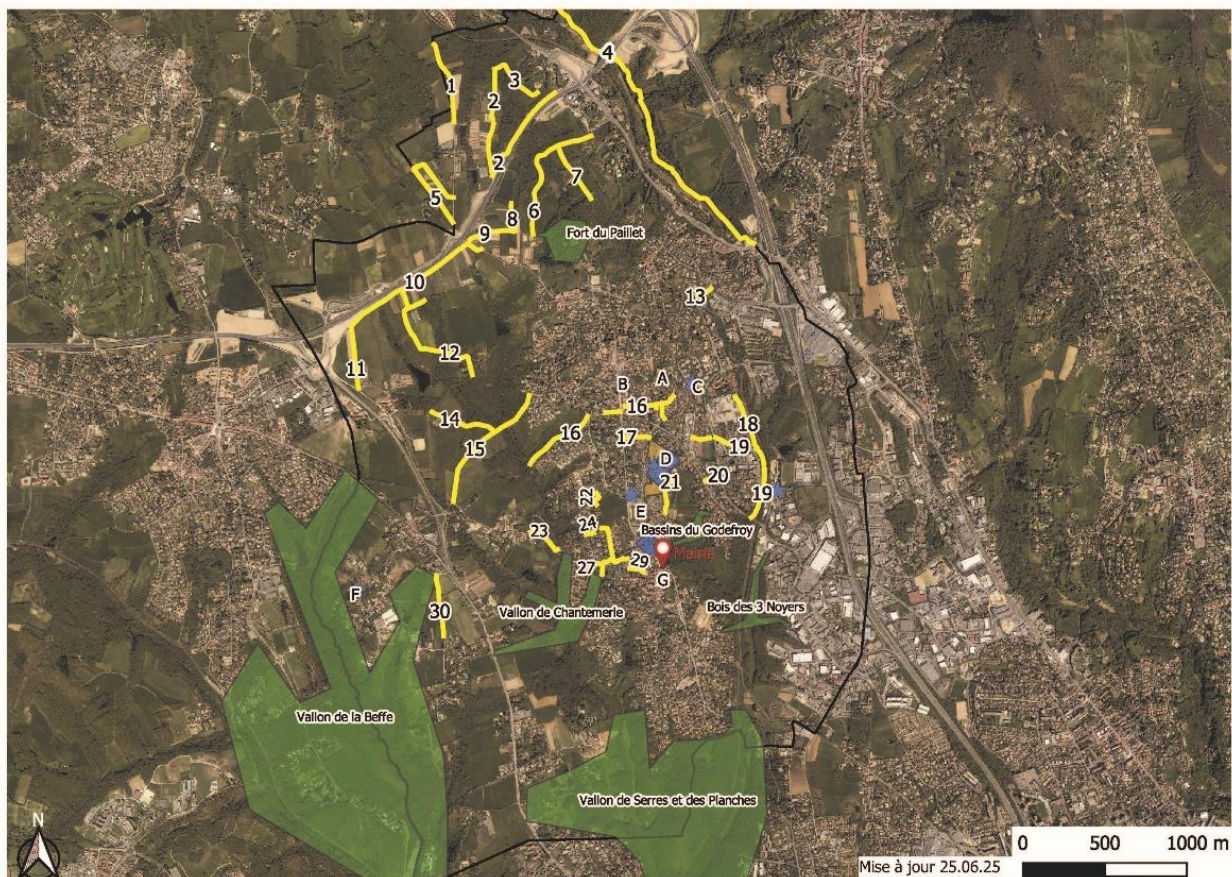 4
3
1
2
2
7
5
8
6
9
Fort du Paillet
10
13
12
11
B
A
C
16
14
18
16
17
19
15
D
21
20
22
19
E
24
23
Bassins du Godefroy
Mairie
29
27
G
F
30
Vallon de Chantemerle
Bois des 3 Noyers
Vallon de la Beffe
Vallon de Serres et des Planches
N
0 500 1000 m
Mise à jour 25.06.25